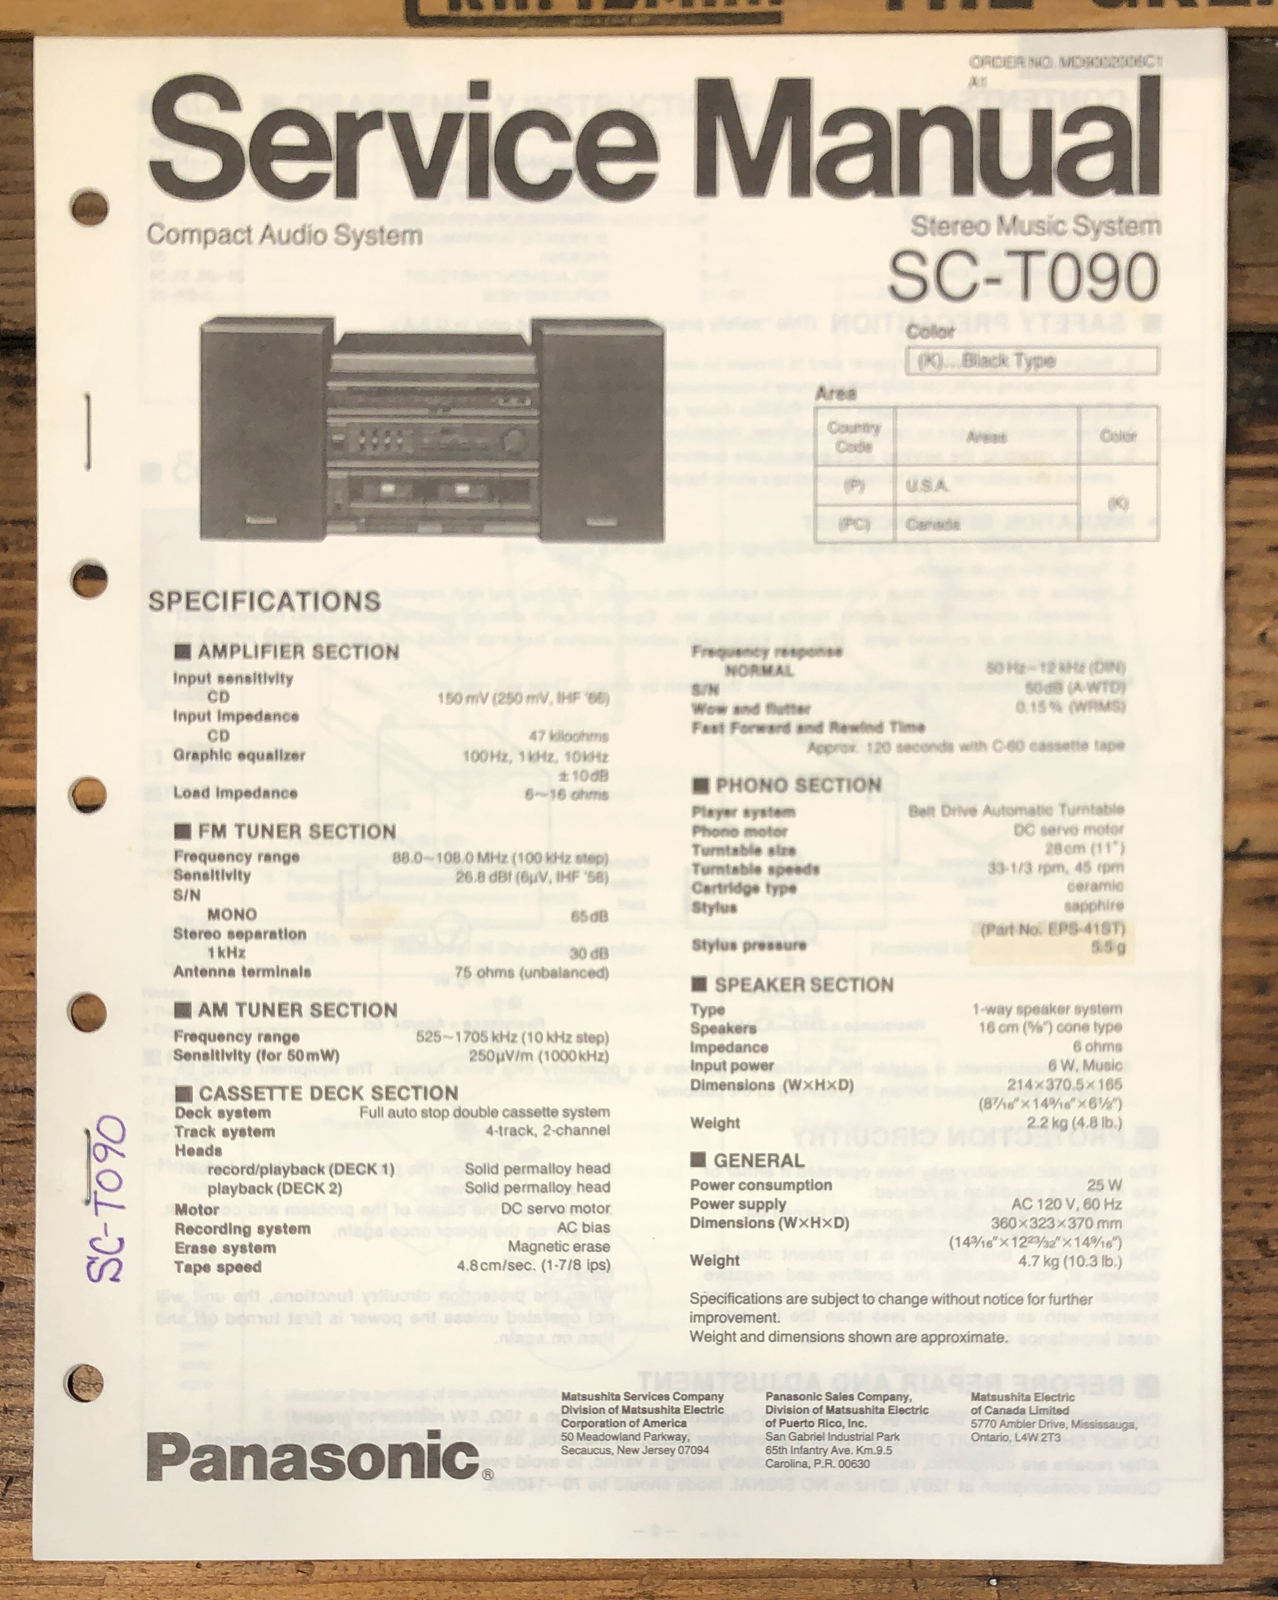 ORDER NO. MD9002006C1
A1
Service Manual
Compact Audio System
Stereo Music System
SC-T090
Color
(K)....Black Type
Area
Country Code Areas Color
(P) U.S.A. (K)
(PC) Canada
SPECIFICATIONS
■ AMPLIFIER SECTION
Input sensitivity
CD 150 mV (250 mV, IHF '66)
Input Impedance
CD 47 kiloohms
Graphic equalizer 100Hz, 1kHz, 10kHz
±10dB
Load Impedance 6~16 ohms
■ FM TUNER SECTION
Frequency range 88.0~108.0 MHz (100 kHz step)
Sensitivity 26.8 dBf (6μV, IHF '58)
S/N
MONO 65dB
Stereo separation
1kHz 30 dB
Antenna terminals 75 ohms (unbalanced)
■ AM TUNER SECTION
Frequency range 525~1705 kHz (10 kHz step)
Sensitivity (for 50mW) 250μV/m (1000kHz)
■ CASSETTE DECK SECTION
Deck system Full auto stop double cassette system
Track system 4-track, 2-channel
Heads
record/playback (DECK 1) Solid permalloy head
playback (DECK 2) Solid permalloy head
Motor DC servo motor
Recording system AC bias
Erase system Magnetic erase
Tape speed 4.8cm/sec. (1-7/8 ips)
Frequency response
NORMAL 50 Hz~12 kHz (DIN)
S/N 50dB (A-WTD)
Wow and flutter 0.15% (WRMS)
Fast Forward and Rewind Time
Approx. 120 seconds with C-60 cassette tape
■ PHONO SECTION
Player system Belt Drive Automatic Turntable
Phono motor DC servo motor
Turntable size 28cm (11")
Turntable speeds 33-1/3 rpm, 45 rpm
Cartridge type ceramic
Stylus sapphire
(Part No. EPS-41ST)
Stylus pressure 5.5g
■ SPEAKER SECTION
Type 1-way speaker system
Speakers 16 cm (⅝") cone type
Impedance 6 ohms
Input power 6 W, Music
Dimensions (W×H×D) 214×370.5×165
(8⁷/₁₆"×14⁹/₁₆"×6½")
Weight 2.2 kg (4.8 lb.)
■ GENERAL
Power consumption 25 W
Power supply AC 120 V, 60 Hz
Dimensions (W×H×D) 360×323×370 mm
(14³/₁₆"×12²³/₃₂"×14⁹/₁₆")
Weight 4.7 kg (10.3 lb.)
Specifications are subject to change without notice for further
improvement.
Weight and dimensions shown are approximate.
SC-T090
Panasonic®
Matsushita Services Company
Division of Matsushita Electric
Corporation of America
50 Meadowland Parkway,
Secaucus, New Jersey 07094
Panasonic Sales Company,
Division of Matsushita Electric
of Puerto Rico, Inc.
San Gabriel Industrial Park
65th Infantry Ave. Km.9.5
Carolina, P.R. 00630
Matsushita Electric
of Canada Limited
5770 Ambler Drive, Mississauga,
Ontario, L4W 2T3